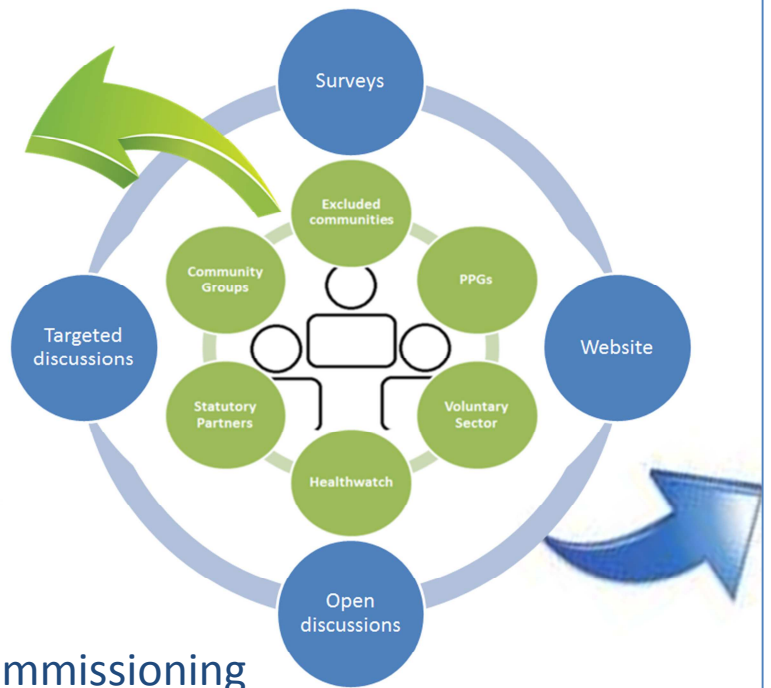 Surveys
Excluded
communities
Community
Groups
PPGs
Targeted
discussions
Website
Statutory
Partners
Voluntary
Sector
Healthwatch
Open
discussions
mmissioning